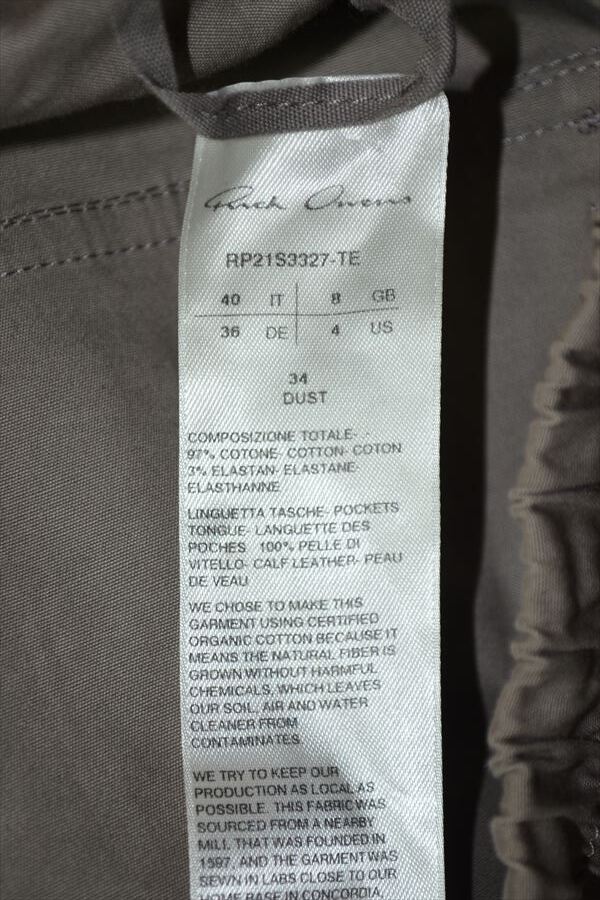 Rick Owens
RP21S3327-TE
40 IT 8 GB
36 DE 4 US
34
DUST
COMPOSIZIONE TOTALE-
97% COTONE- COTTON- COTON
3% ELASTAN- ELASTANE-
ELASTHANNE
LINGUETTA TASCHE- POCKETS
TONGUE- LANGUETTE DES
POCHES 100% PELLE DI
VITELLO- CALF LEATHER- PEAU
DE VEAU
WE CHOSE TO MAKE THIS
GARMENT USING CERTIFIED
ORGANIC COTTON BECAUSE IT
MEANS THE NATURAL FIBER IS
GROWN WITHOUT HARMFUL
CHEMICALS, WHICH LEAVES
OUR SOIL, AIR AND WATER
CLEANER FROM
CONTAMINATES.
WE TRY TO KEEP OUR
PRODUCTION AS LOCAL AS
POSSIBLE. THIS FABRIC WAS
SOURCED FROM A NEARBY
MILL THAT WAS FOUNDED IN
1597, AND THE GARMENT WAS
SEWN IN LABS CLOSE TO OUR
HOME BASE IN CONCORDIA,